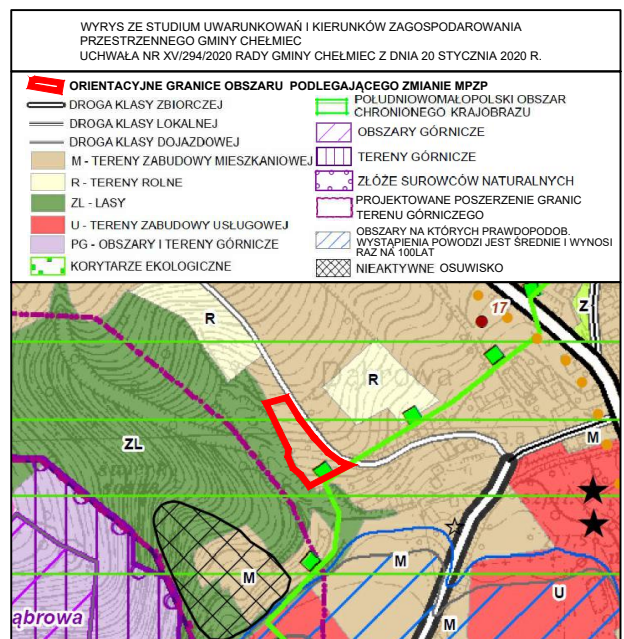 WYRYS ZE STUDIUM UWARUNKOWAŃ I KIERUNKÓW ZAGOSPODAROWANIA
PRZESTRZENNEGO GMINY CHEŁMIEC
UCHWAŁA NR XV/294/2020 RADY GMINY CHEŁMIEC Z DNIA 20 STYCZNIA 2020 R.
ORIENTACYJNE GRANICE OBSZARU PODLEGAJĄCEGO ZMIANIE MPZP
DROGA KLASY ZBIORCZEJ
DROGA KLASY LOKALNEJ
DROGA KLASY DOJAZDOWEJ
M - TERENY ZABUDOWY MIESZKANIOWEJ
R - TERENY ROLNE
ZL - LASY
U - TERENY ZABUDOWY USŁUGOWEJ
PG - OBSZARY I TERENY GÓRNICZE
KORYTARZE EKOLOGICZNE
POŁUDNIOWOMAŁOPOLSKI OBSZAR
CHRONIONEGO KRAJOBRAZU
OBSZARY GÓRNICZE
TERENY GÓRNICZE
ZŁÓŻE SUROWCÓW NATURALNYCH
PROJEKTOWANE POSZERZENIE GRANIC
TERENU GÓRNICZEGO
OBSZARY NA KTÓRYCH PRAWDOPODOB.
WYSTĄPIENIA POWODZI JEST ŚREDNIE I WYNOSI
RAZ NA 100LAT
NIEAKTYWNE OSUWISKO
R
17
Z
Dąbrowa
R
ZL
M
M
M
U
M
ąbrowa